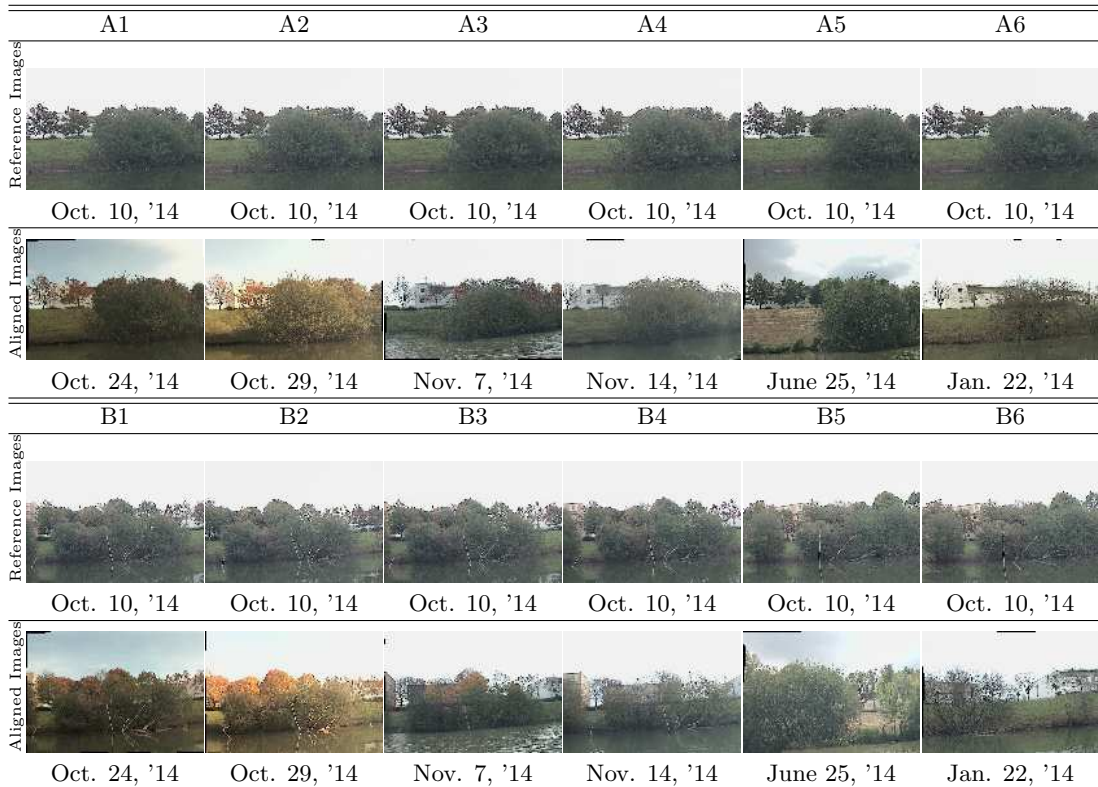 A1 A2 A3 A4 A5 A6
Reference Images
Oct. 10, '14 Oct. 10, '14 Oct. 10, '14 Oct. 10, '14 Oct. 10, '14 Oct. 10, '14
Aligned Images
Oct. 24, '14 Oct. 29, '14 Nov. 7, '14 Nov. 14, '14 June 25, '14 Jan. 22, '14
B1 B2 B3 B4 B5 B6
Reference Images
Oct. 10, '14 Oct. 10, '14 Oct. 10, '14 Oct. 10, '14 Oct. 10, '14 Oct. 10, '14
Aligned Images
Oct. 24, '14 Oct. 29, '14 Nov. 7, '14 Nov. 14, '14 June 25, '14 Jan. 22, '14